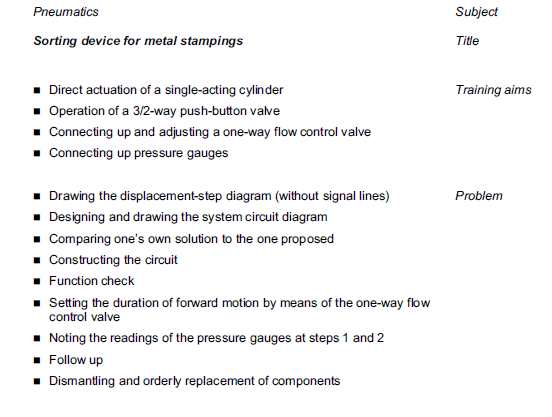 Pneumatics Subject
Sorting device for metal stampings Title
■ Direct actuation of a single-acting cylinder Training aims
■ Operation of a 3/2-way push-button valve
■ Connecting up and adjusting a one-way flow control valve
■ Connecting up pressure gauges
■ Drawing the displacement-step diagram (without signal lines) Problem
■ Designing and drawing the system circuit diagram
■ Comparing one’s own solution to the one proposed
■ Constructing the circuit
■ Function check
■ Setting the duration of forward motion by means of the one-way flow
control valve
■ Noting the readings of the pressure gauges at steps 1 and 2
■ Follow up
■ Dismantling and orderly replacement of components